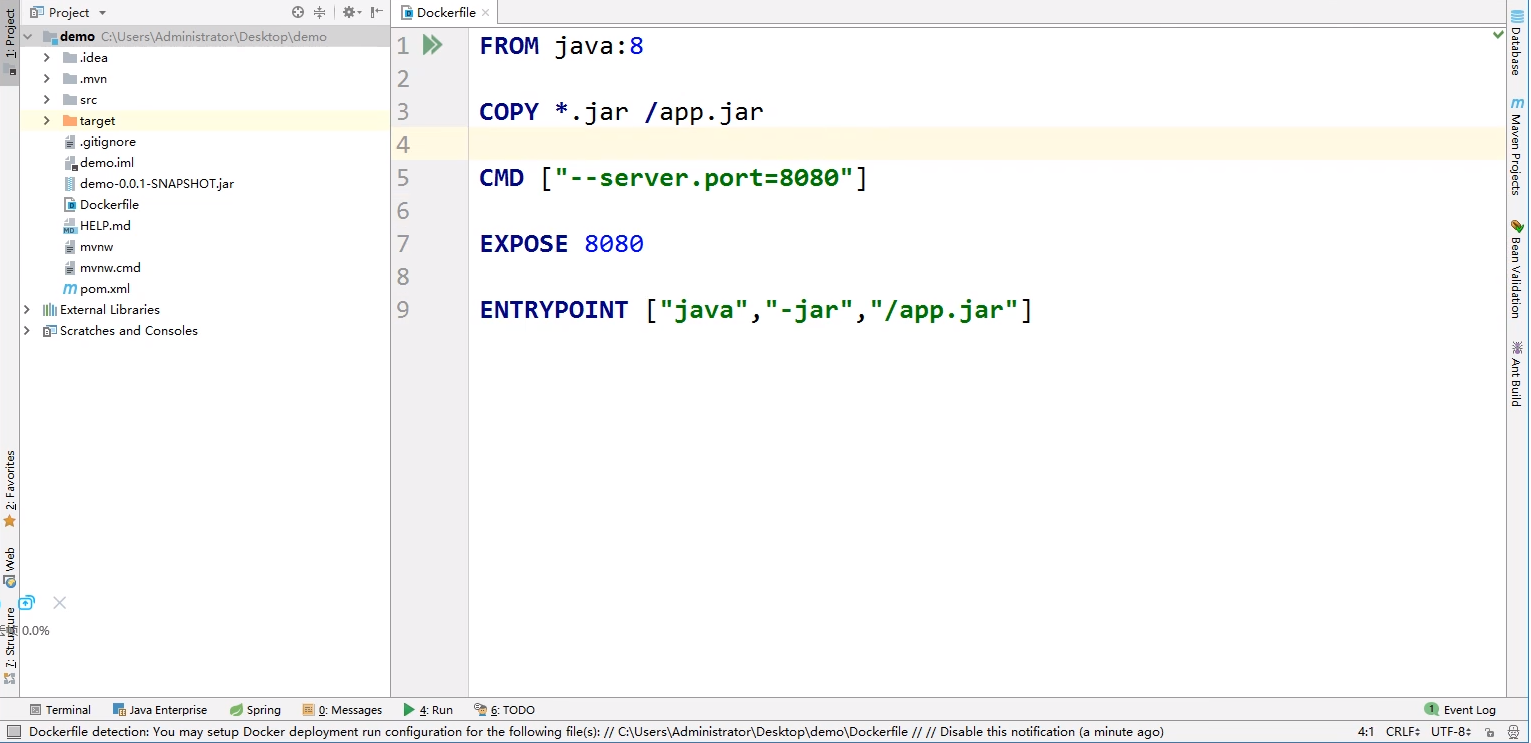 1: Project
Project
Dockerfile
demo C:\Users\Administrator\Desktop\demo
.idea
.mvn
src
target
.gitignore
demo.iml
demo-0.0.1-SNAPSHOT.jar
Dockerfile
HELP.md
mvnw
mvnw.cmd
pom.xml
External Libraries
Scratches and Consoles
1 FROM java:8
2
3 COPY *.jar /app.jar
4
5 CMD ["--server.port=8080"]
6
7 EXPOSE 8080
8
9 ENTRYPOINT ["java","-jar","/app.jar"]
Database
Maven Projects
Bean Validation
Ant Build
2: Favorites
Web
7: Structure
0.0%
Terminal Java Enterprise Spring 0: Messages 4: Run 6: TODO 1 Event Log
Dockerfile detection: You may setup Docker deployment run configuration for the following file(s): // C:\Users\Administrator\Desktop\demo\Dockerfile // // Disable this notification (a minute ago) 4:1 CRLF UTF-8